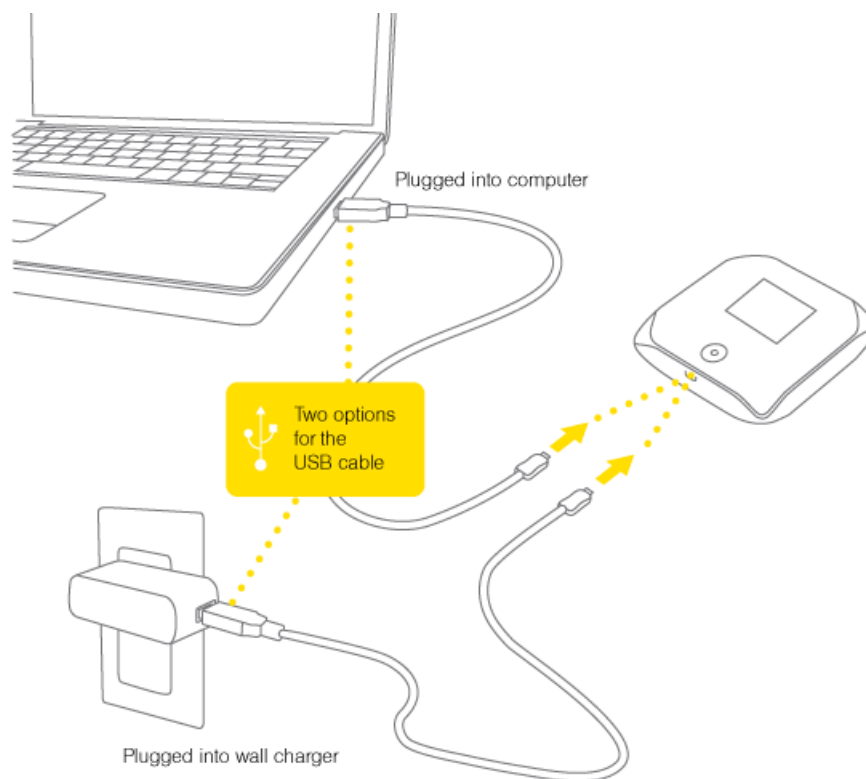 Plugged into computer
Two options
for the
USB cable
Plugged into wall charger